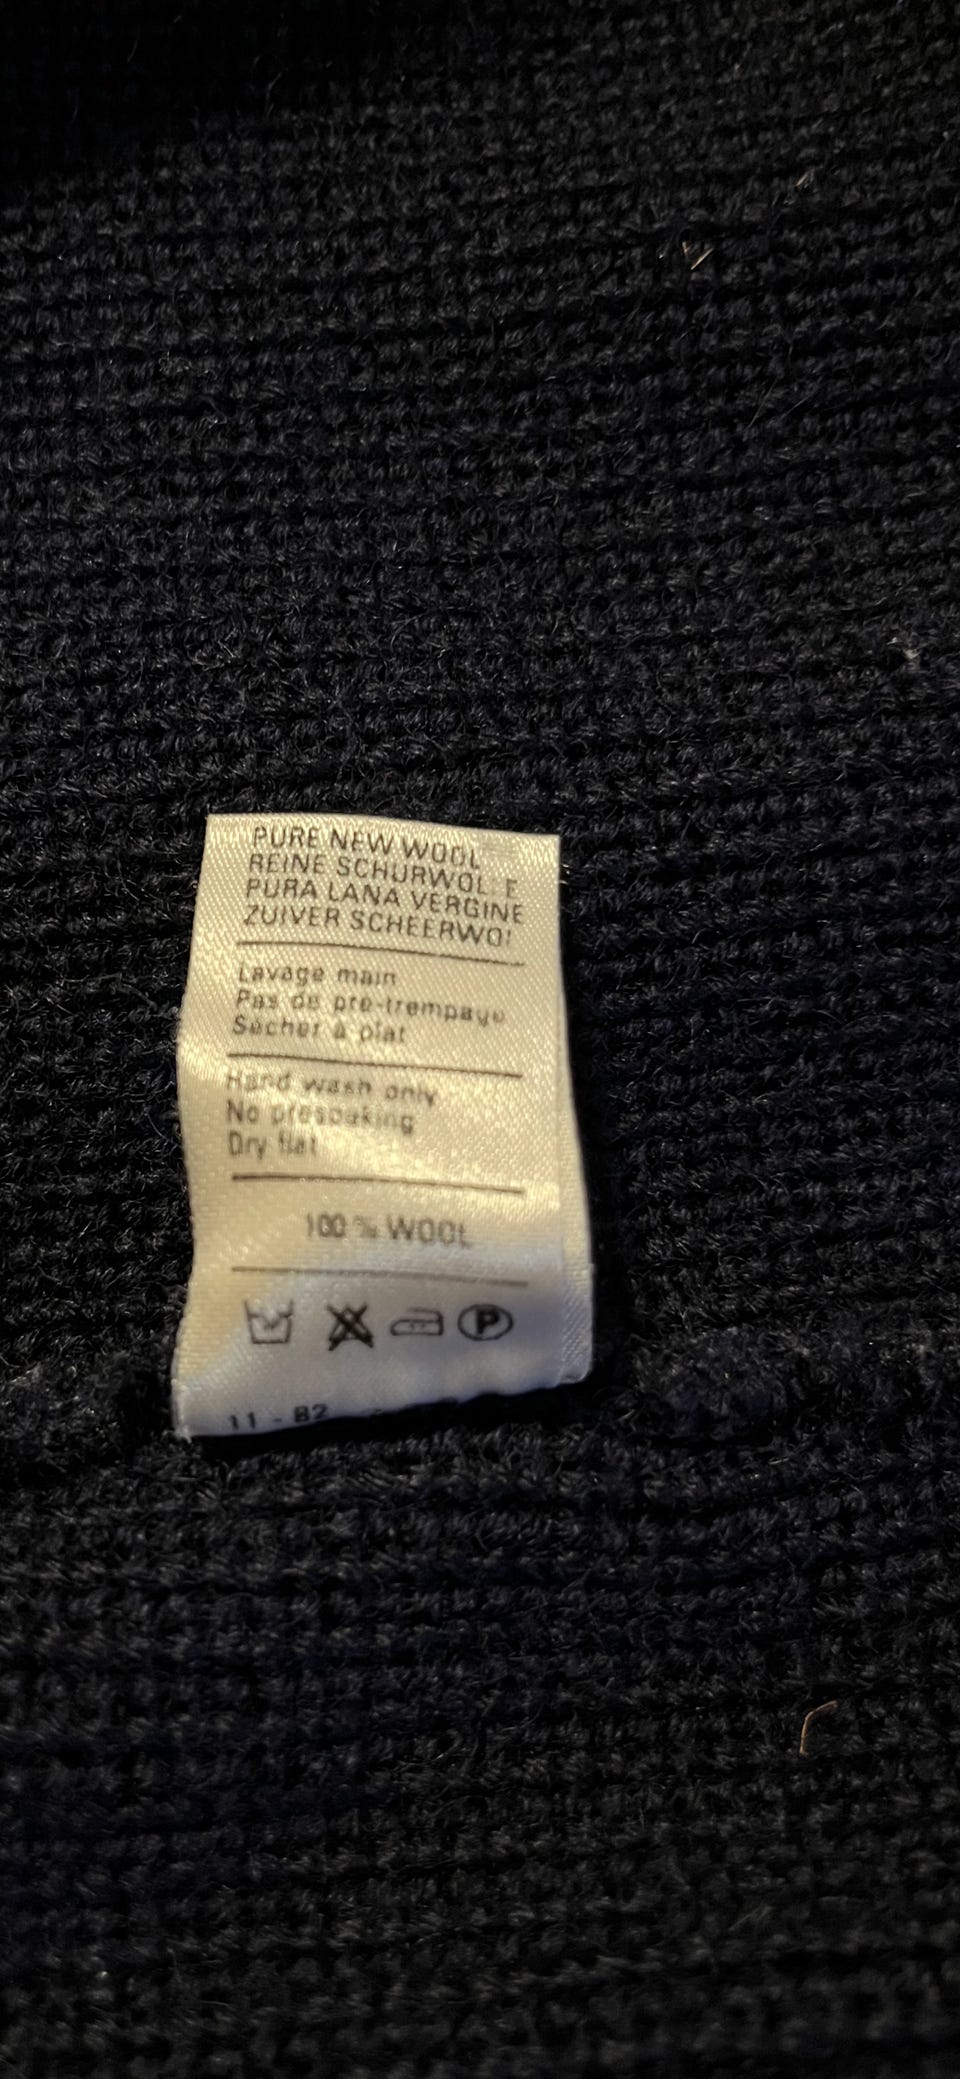 PURE NEW WOOL
REINE SCHURWOLLE
PURA LANA VERGINE
ZUIVER SCHEERWOL
Lavage main
Pas de pre-trempage
Sécher à plat
Hand wash only
No presoaking
Dry flat
100 % WOOL
P
11 - 82